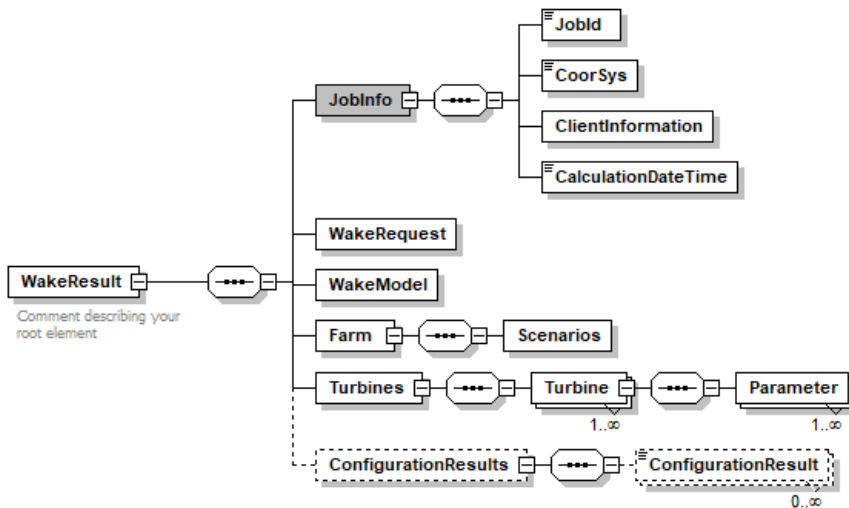 JobId
CoorSys
JobInfo
ClientInformation
CalculationDateTime
WakeRequest
WakeResult
WakeModel
Comment describing your
root element
Farm
Scenarios
Turbines
Turbine
Parameter
1..∞
1..∞
ConfigurationResults
ConfigurationResult
0..∞